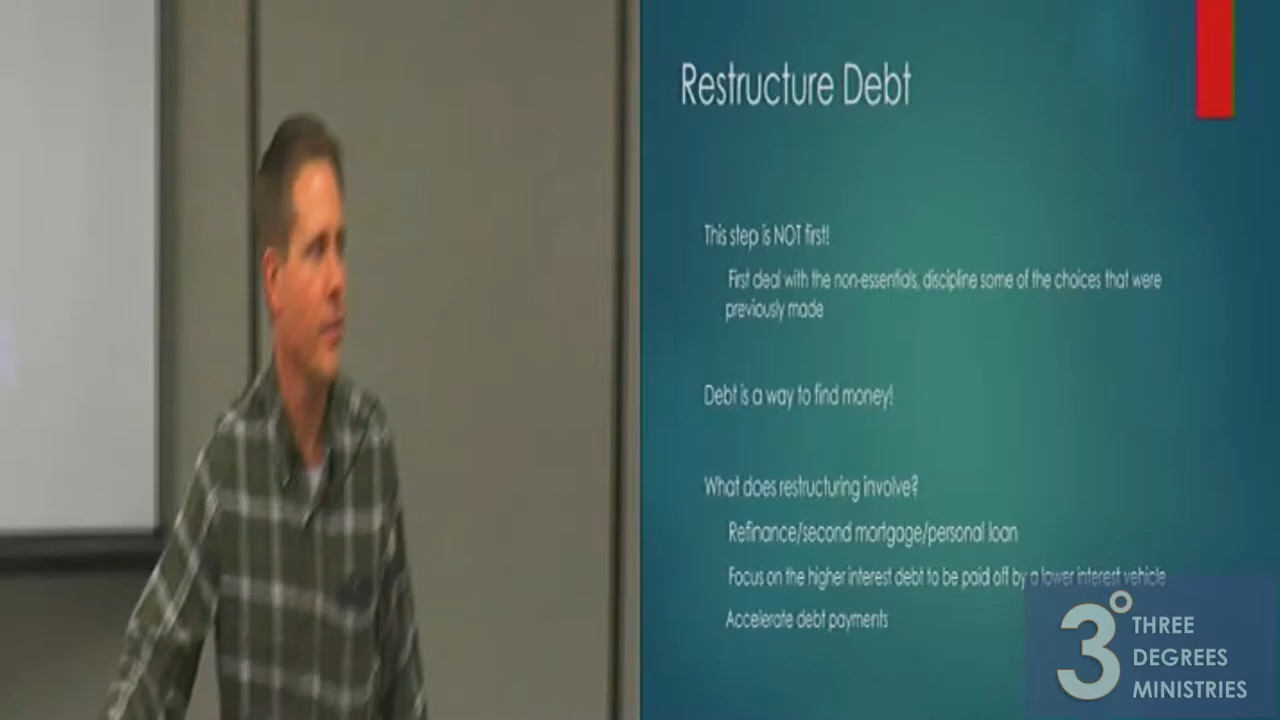 Restructure Debt
This step is NOT first!
First deal with the non-essentials, discipline some of the choices that were
previously made
Debt is a way to find money!
What does restructuring involve?
Refinance/second mortgage/personal loan
Focus on the higher interest debt to be paid off by a lower interest vehicle
Accelerate debt payments
3° THREE
DEGREES
MINISTRIES